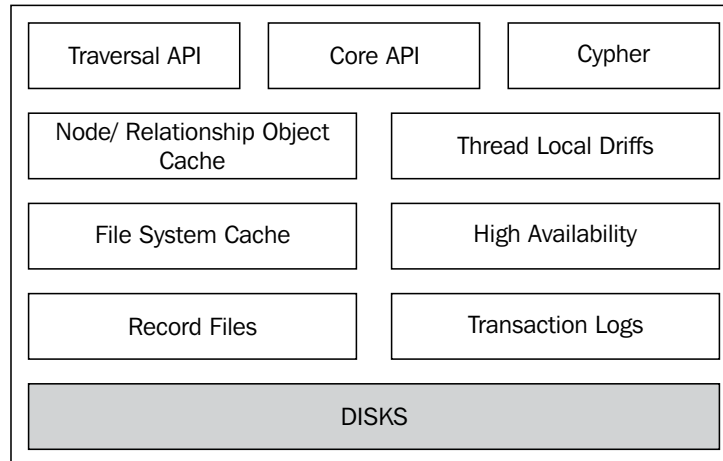 Traversal API
Core API
Cypher
Node/ Relationship Object
Cache
Thread Local Driffs
File System Cache
High Availability
Record Files
Transaction Logs
DISKS